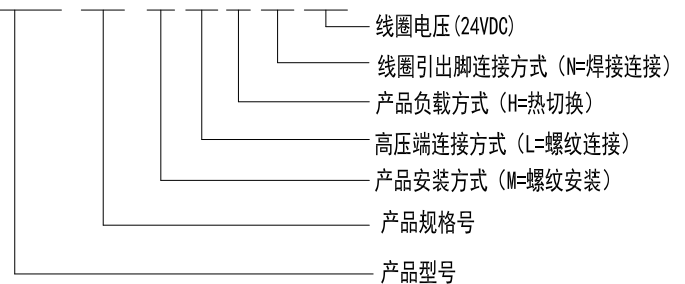 线圈电压(24VDC)
线圈引出脚连接方式（N=焊接连接）
产品负载方式（H=热切换）
高压端连接方式（L=螺纹连接）
产品安装方式（M=螺纹安装）
产品规格号
产品型号